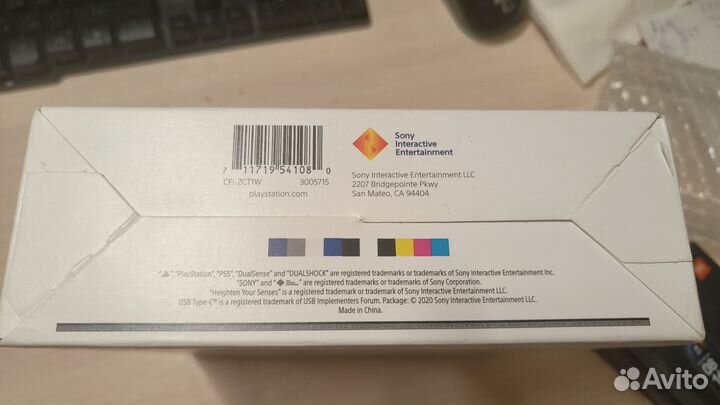 Sony
Interactive
Entertainment
7 11719 54108 0
CFI-ZCT1W 3005715
playstation.com
Sony Interactive Entertainment LLC
2207 Bridgepointe Pkwy
San Mateo, CA 94404
" ", "PlayStation", "PS5", "DualSense" and "DUALSHOCK" are registered trademarks or trademarks of Sony Interactive Entertainment Inc.
"SONY" and " " are registered trademarks or trademarks of Sony Corporation.
"Heighten Your Senses" is a registered trademark or trademark of Sony Interactive Entertainment LLC.
USB Type-C® is a registered trademark of USB Implementers Forum. Package: © 2020 Sony Interactive Entertainment LLC.
Made in China.
Avito